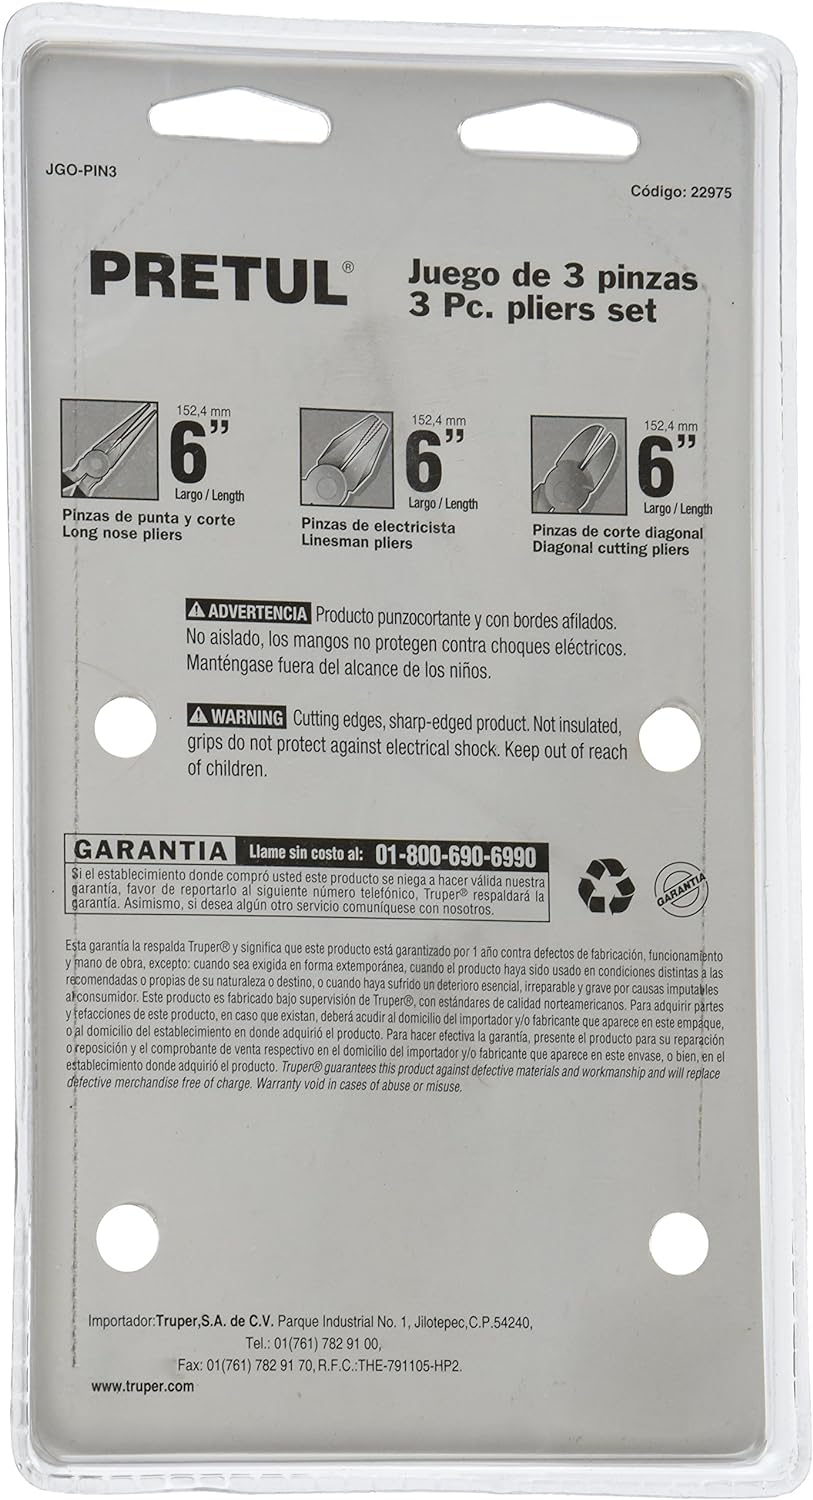 JGO-PIN3
Código: 22975
PRETUL®
Juego de 3 pinzas
3 Pc. pliers set
152,4 mm
6”
Largo / Length
Pinzas de punta y corte
Long nose pliers
152,4 mm
6”
Largo / Length
Pinzas de electricista
Linesman pliers
152,4 mm
6”
Largo / Length
Pinzas de corte diagonal
Diagonal cutting pliers
ADVERTENCIA Producto punzocortante y con bordes afilados.
No aislado, los mangos no protegen contra choques eléctricos.
Manténgase fuera del alcance de los niños.
WARNING Cutting edges, sharp-edged product. Not insulated,
grips do not protect against electrical shock. Keep out of reach
of children.
GARANTIA Llame sin costo al: 01-800-690-6990
Si el establecimiento donde compró usted este producto se niega a hacer válida nuestra
garantía, favor de reportarlo al siguiente número telefónico, Truper® respaldará la
garantía. Asimismo, si desea algún otro servicio comuníquese con nosotros.
GARANTIA
Esta garantía la respalda Truper® y significa que este producto está garantizado por 1 año contra defectos de fabricación, funcionamiento
y mano de obra, excepto: cuando sea exigida en forma extemporánea, cuando el producto haya sido usado en condiciones distintas a las
recomendadas o propias de su naturaleza o destino, o cuando haya sufrido un deterioro esencial, irreparable y grave por causas imputables
al consumidor. Este producto es fabricado bajo supervisión de Truper®, con estándares de calidad norteamericanos. Para adquirir partes
y refacciones de este producto, en caso que existan, deberá acudir al domicilio del importador y/o fabricante que aparece en este empaque,
o al domicilio del establecimiento en donde adquirió el producto. Para hacer efectiva la garantía, presente el producto para su reparación
o reposición y el comprobante de venta respectivo en el domicilio del importador y/o fabricante que aparece en este envase, o bien, en el
establecimiento donde adquirió el producto. Truper® guarantees this product against defective materials and workmanship and will replace
defective merchandise free of charge. Warranty void in cases of abuse or misuse.
Importador:Truper,S.A. de C.V. Parque Industrial No. 1, Jilotepec,C.P.54240,
Tel.: 01(761) 782 91 00,
Fax: 01(761) 782 91 70,R.F.C.:THE-791105-HP2.
www.truper.com